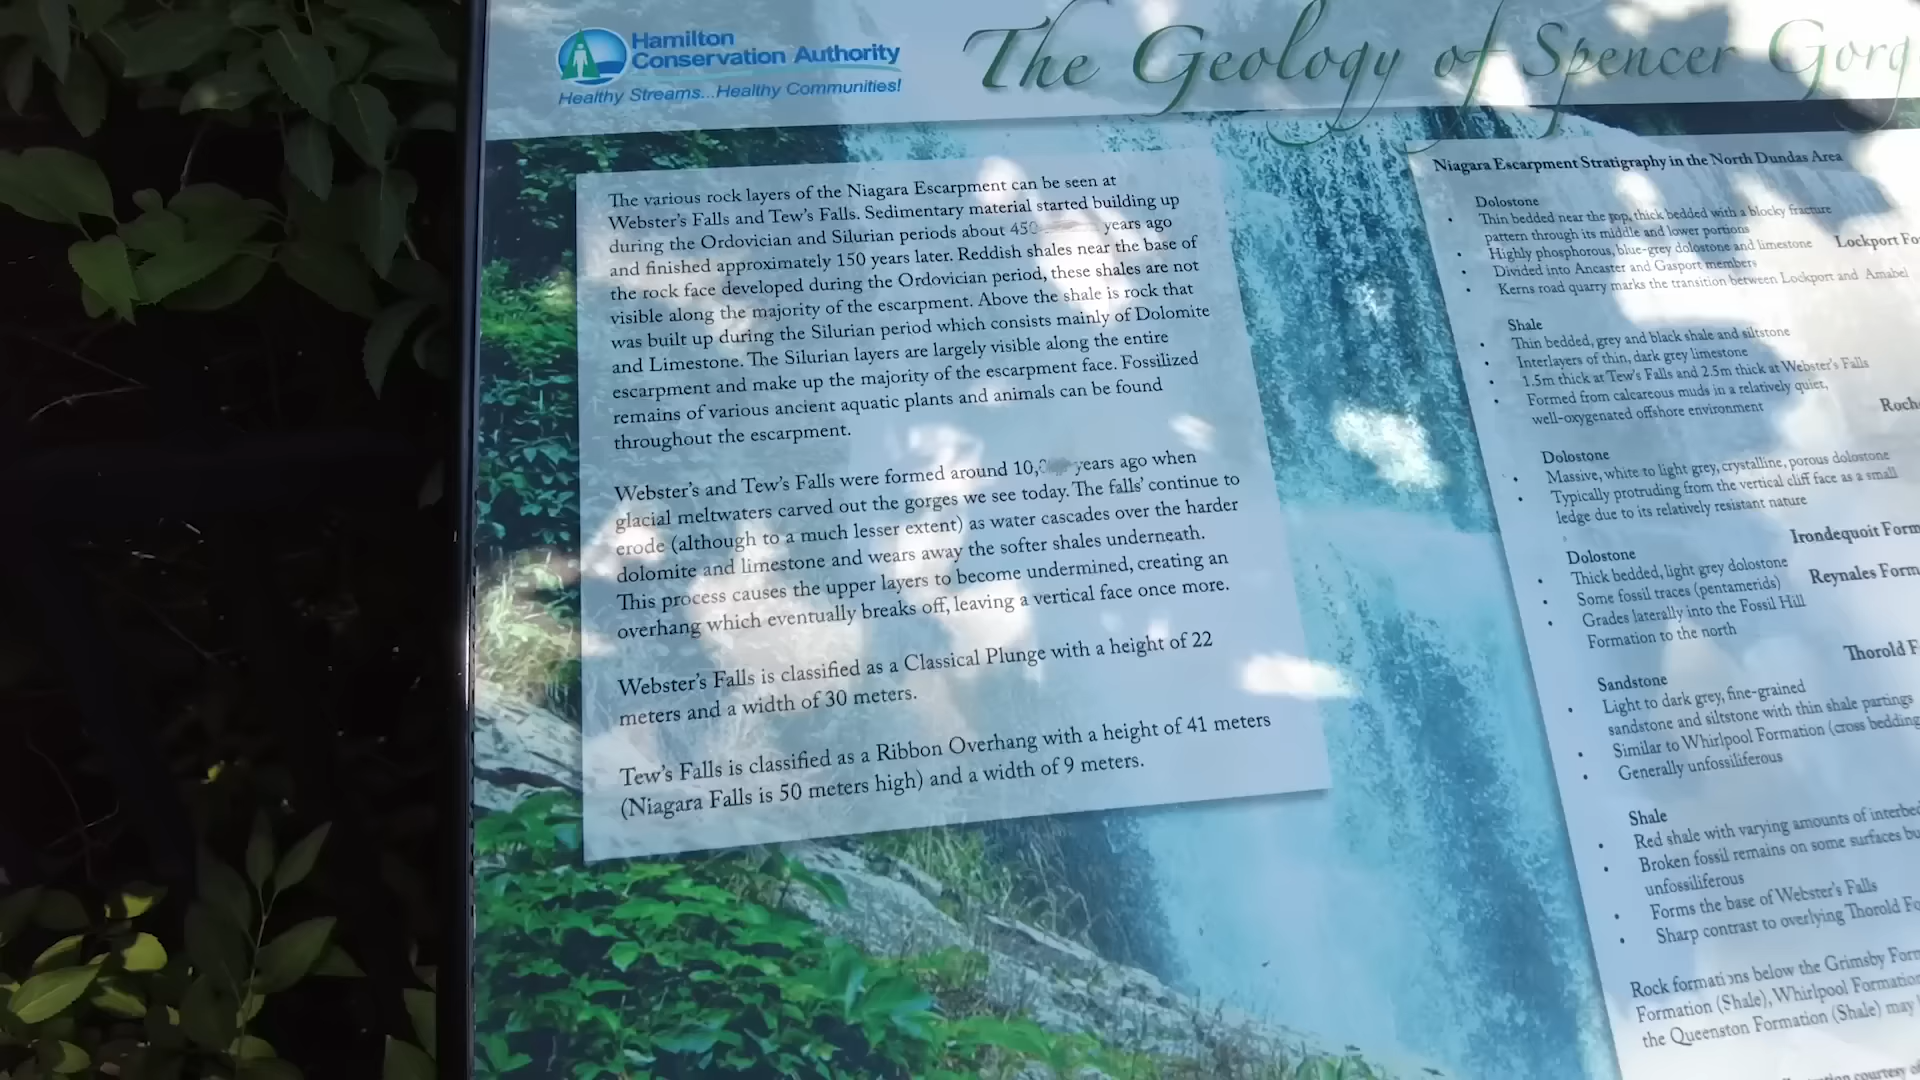 Hamilton
Conservation Authority
Healthy Streams...Healthy Communities!
The Geology of Spencer Gorg
The various rock layers of the Niagara Escarpment can be seen at
Webster's Falls and Tew's Falls. Sedimentary material started building up
during the Ordovician and Silurian periods about 450 years ago
and finished approximately 150 years later. Reddish shales near the base of
the rock face developed during the Ordovician period, these shales are not
visible along the majority of the escarpment. Above the shale is rock that
was built up during the Silurian period which consists mainly of Dolomite
and Limestone. The Silurian layers are largely visible along the entire
escarpment and make up the majority of the escarpment face. Fossilized
remains of various ancient aquatic plants and animals can be found
throughout the escarpment.
Webster's and Tew's Falls were formed around 10, years ago when
glacial meltwaters carved out the gorges we see today. The falls' continue to
erode (although to a much lesser extent) as water cascades over the harder
dolomite and limestone and wears away the softer shales underneath.
This process causes the upper layers to become undermined, creating an
overhang which eventually breaks off, leaving a vertical face once more.
Webster's Falls is classified as a Classical Plunge with a height of 22
meters and a width of 30 meters.
Tew's Falls is classified as a Ribbon Overhang with a height of 41 meters
(Niagara Falls is 50 meters high) and a width of 9 meters.
Niagara Escarpment Stratigraphy in the North Dundas Area
Dolostone
• Thin bedded near the top, thick bedded with a blocky fracture
pattern through its middle and lower portions
• Highly phosphorous, blue-grey dolostone and limestone
• Divided into Ancaster and Gasport members
• Kerns road quarry marks the transition between Lockport and Amabel
Lockport Fo
Shale
• Thin bedded, grey and black shale and siltstone
• Interlayers of thin, dark grey limestone
• 1.5m thick at Tew's Falls and 2.5m thick at Webster's Falls
• Formed from calcareous muds in a relatively quiet,
well-oxygenated offshore environment
Roch
Dolostone
• Massive, white to light grey, crystalline, porous dolostone
• Typically protruding from the vertical cliff face as a small
ledge due to its relatively resistant nature
Irondequoit Form
Dolostone
• Thick bedded, light grey dolostone
• Some fossil traces (pentamerids)
• Grades laterally into the Fossil Hill
Formation to the north
Reynales Form
Thorold F
Sandstone
• Light to dark grey, fine-grained
sandstone and siltstone with thin shale partings
• Similar to Whirlpool Formation (cross bedding
• Generally unfossiliferous
Shale
• Red shale with varying amounts of interbed
• Broken fossil remains on some surfaces bu
unfossiliferous
• Forms the base of Webster's Falls
• Sharp contrast to overlying Thorold Fo
Rock formations below the Grimsby Form
Formation (Shale), Whirlpool Formation
the Queenston Formation (Shale) may
courtesy of